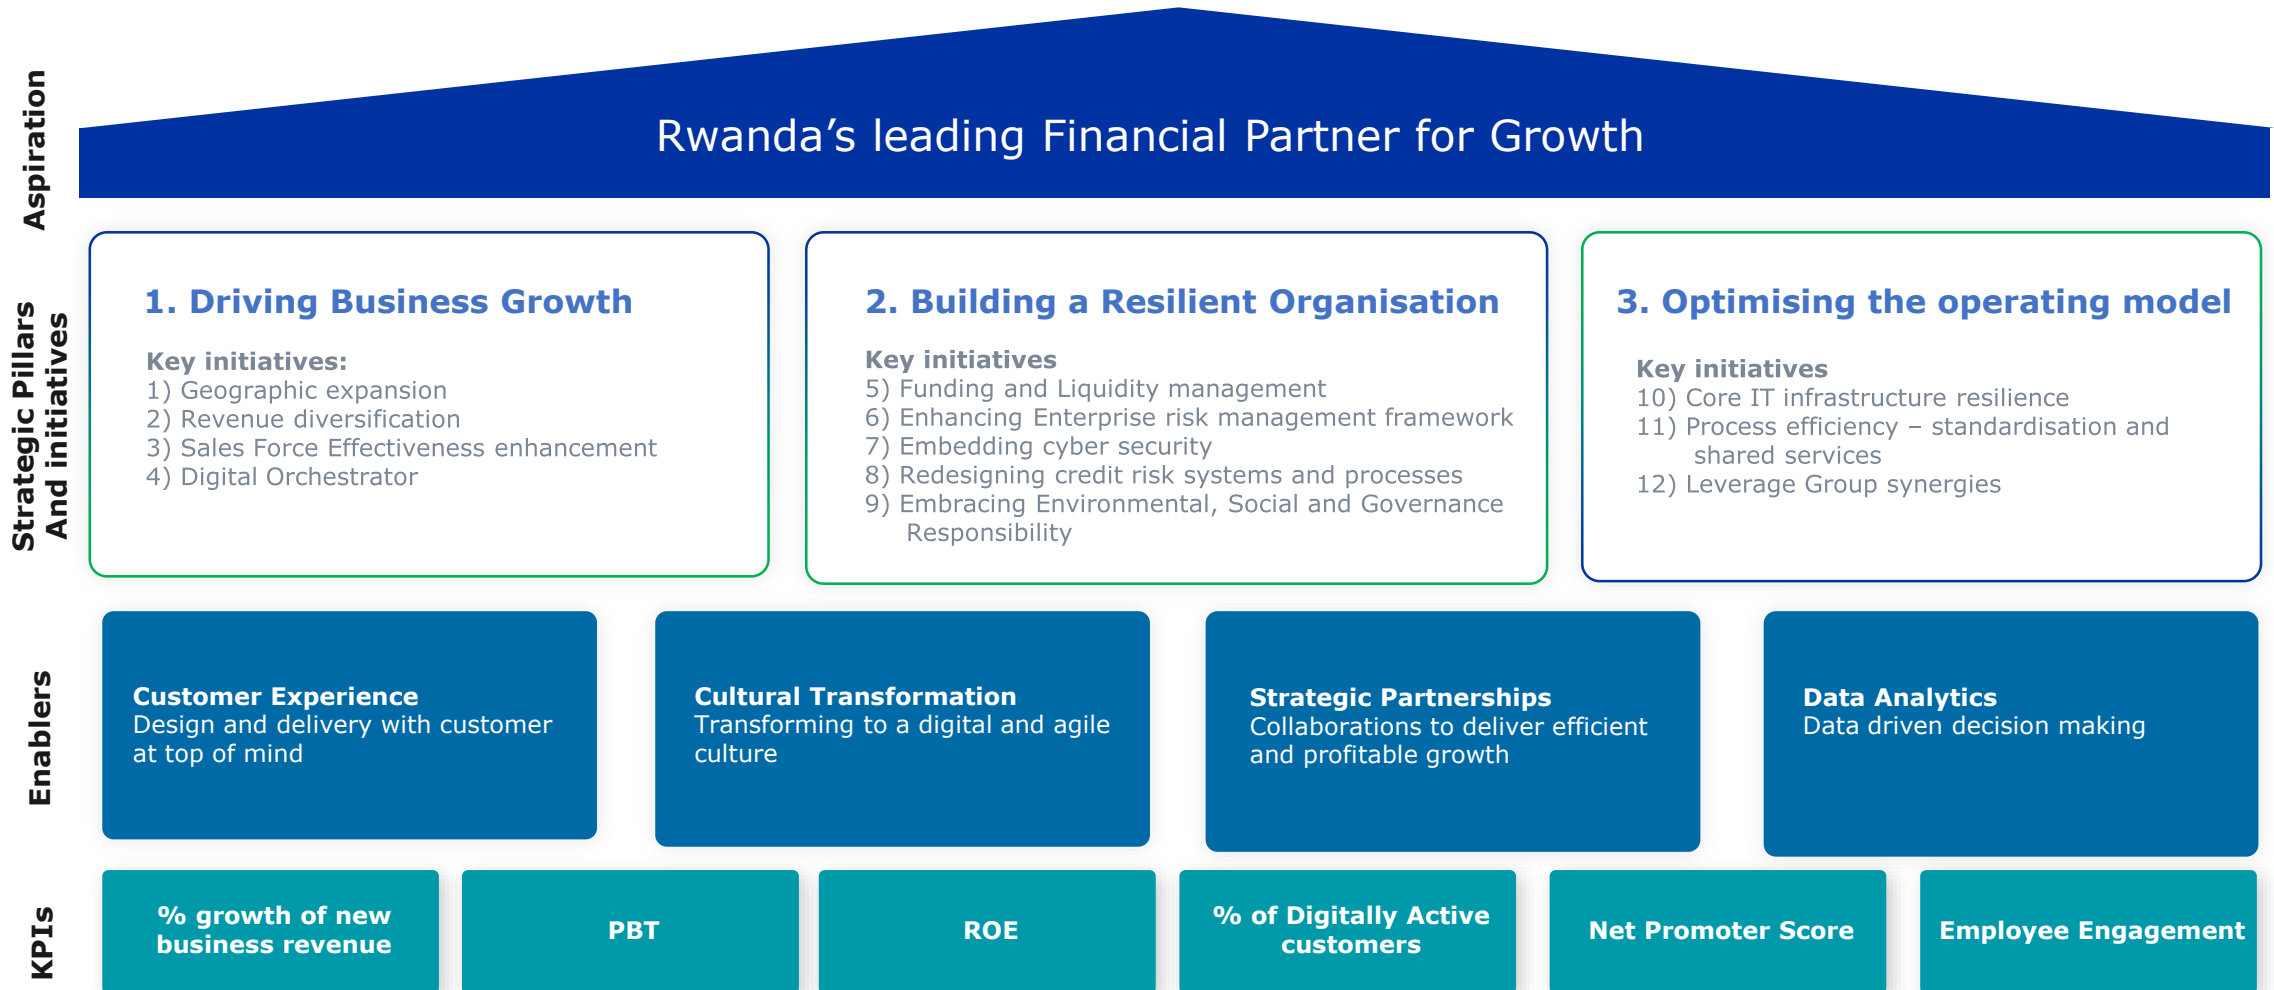 Aspiration
Rwanda’s leading Financial Partner for Growth
Strategic Pillars
And initiatives
1. Driving Business Growth
Key initiatives:
1) Geographic expansion
2) Revenue diversification
3) Sales Force Effectiveness enhancement
4) Digital Orchestrator
2. Building a Resilient Organisation
Key initiatives
5) Funding and Liquidity management
6) Enhancing Enterprise risk management framework
7) Embedding cyber security
8) Redesigning credit risk systems and processes
9) Embracing Environmental, Social and Governance
Responsibility
3. Optimising the operating model
Key initiatives
10) Core IT infrastructure resilience
11) Process efficiency – standardisation and
shared services
12) Leverage Group synergies
Enablers
Customer Experience
Design and delivery with customer
at top of mind
Cultural Transformation
Transforming to a digital and agile
culture
Strategic Partnerships
Collaborations to deliver efficient
and profitable growth
Data Analytics
Data driven decision making
KPIs
% growth of new
business revenue
PBT
ROE
% of Digitally Active
customers
Net Promoter Score
Employee Engagement